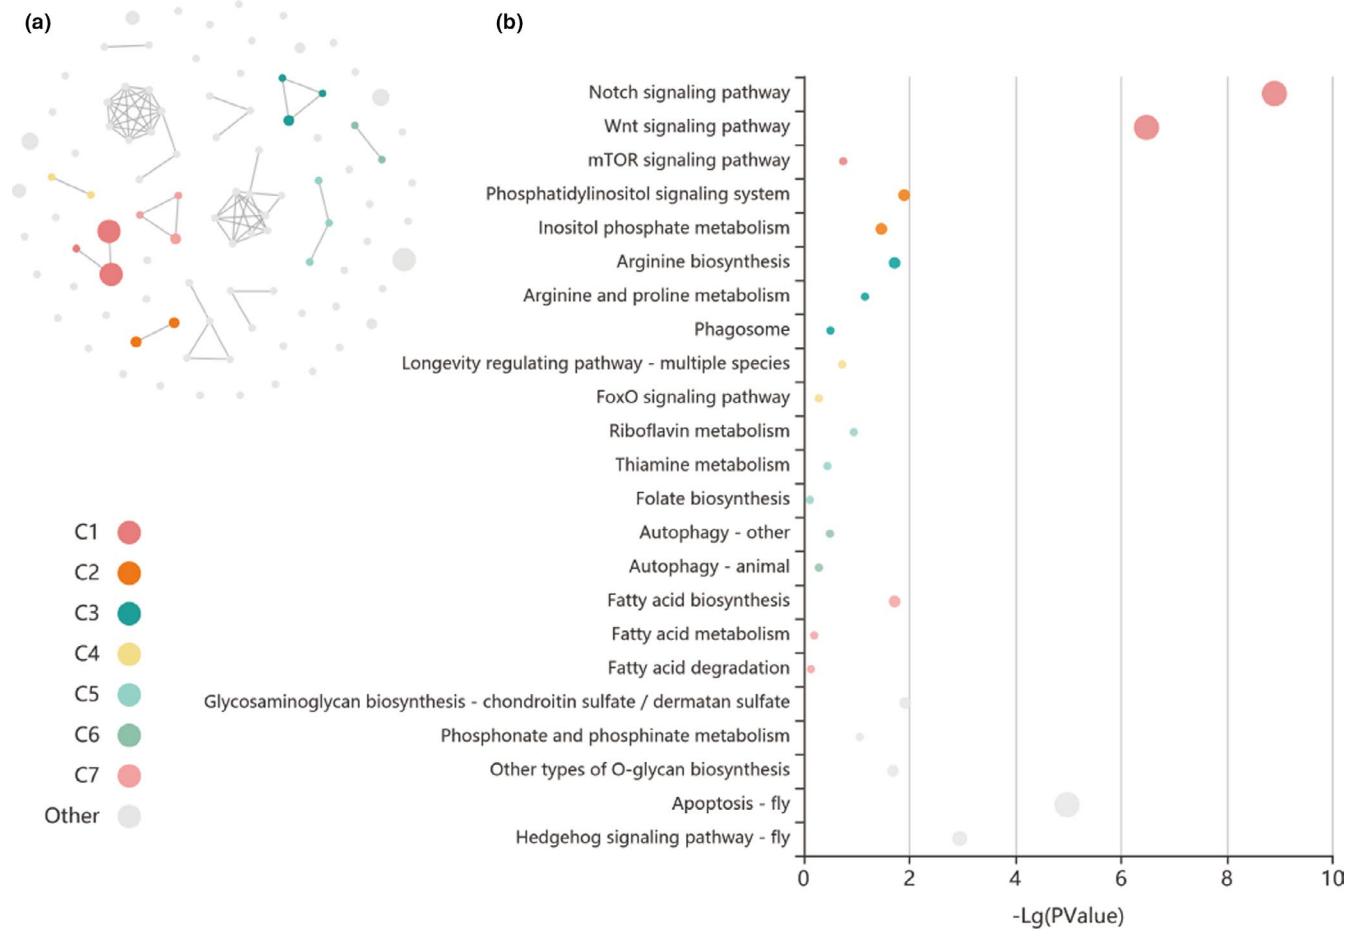 (a)
(b)
Notch signaling pathway
Wnt signaling pathway
mTOR signaling pathway
Phosphatidylinositol signaling system
Inositol phosphate metabolism
Arginine biosynthesis
Arginine and proline metabolism
Phagosome
Longevity regulating pathway - multiple species
FoxO signaling pathway
Riboflavin metabolism
Thiamine metabolism
Folate biosynthesis
Autophagy - other
Autophagy - animal
Fatty acid biosynthesis
Fatty acid metabolism
Fatty acid degradation
Glycosaminoglycan biosynthesis - chondroitin sulfate / dermatan sulfate
Phosphonate and phosphinate metabolism
Other types of O-glycan biosynthesis
Apoptosis - fly
Hedgehog signaling pathway - fly
0 2 4 6 8 10
-Lg(PValue)
C1
C2
C3
C4
C5
C6
C7
Other